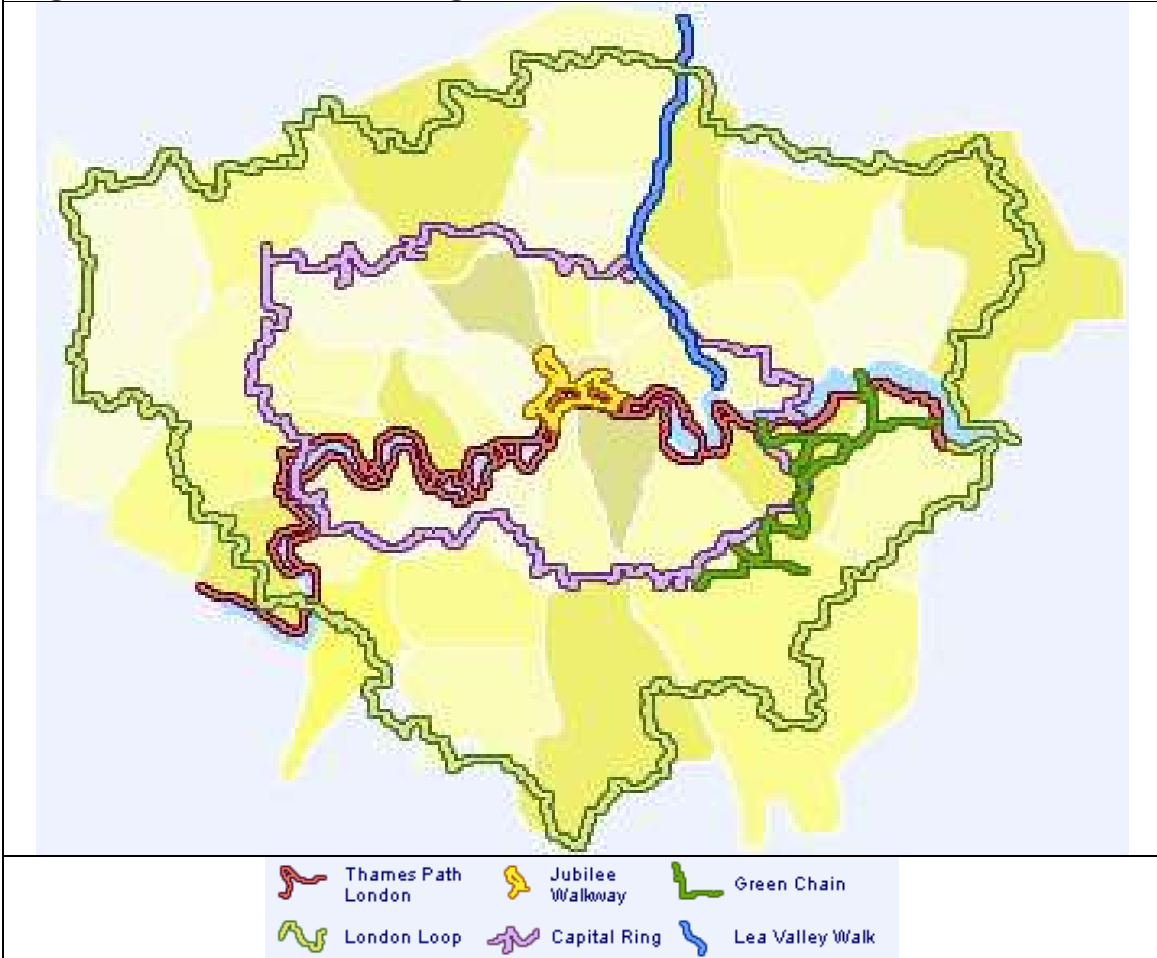 Thames Path
London
Jubilee
Walkway
Green Chain
London Loop
Capital Ring
Lea Valley Walk